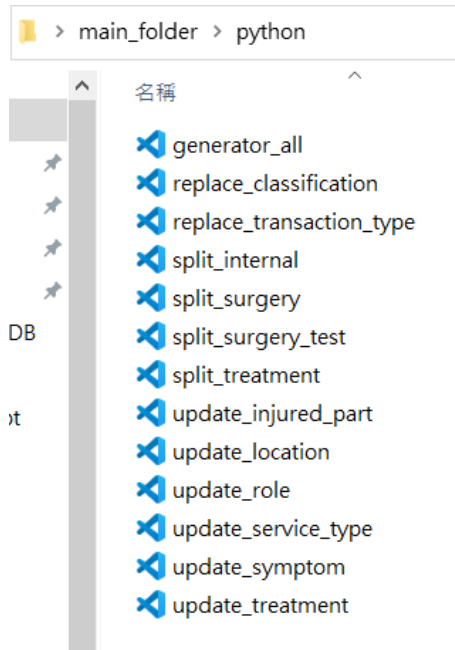 main_folder > python
名稱
generator_all
replace_classification
replace_transaction_type
split_internal
split_surgery
split_surgery_test
split_treatment
update_injured_part
DB
update_location
update_role
update_service_type
update_symptom
update_treatment